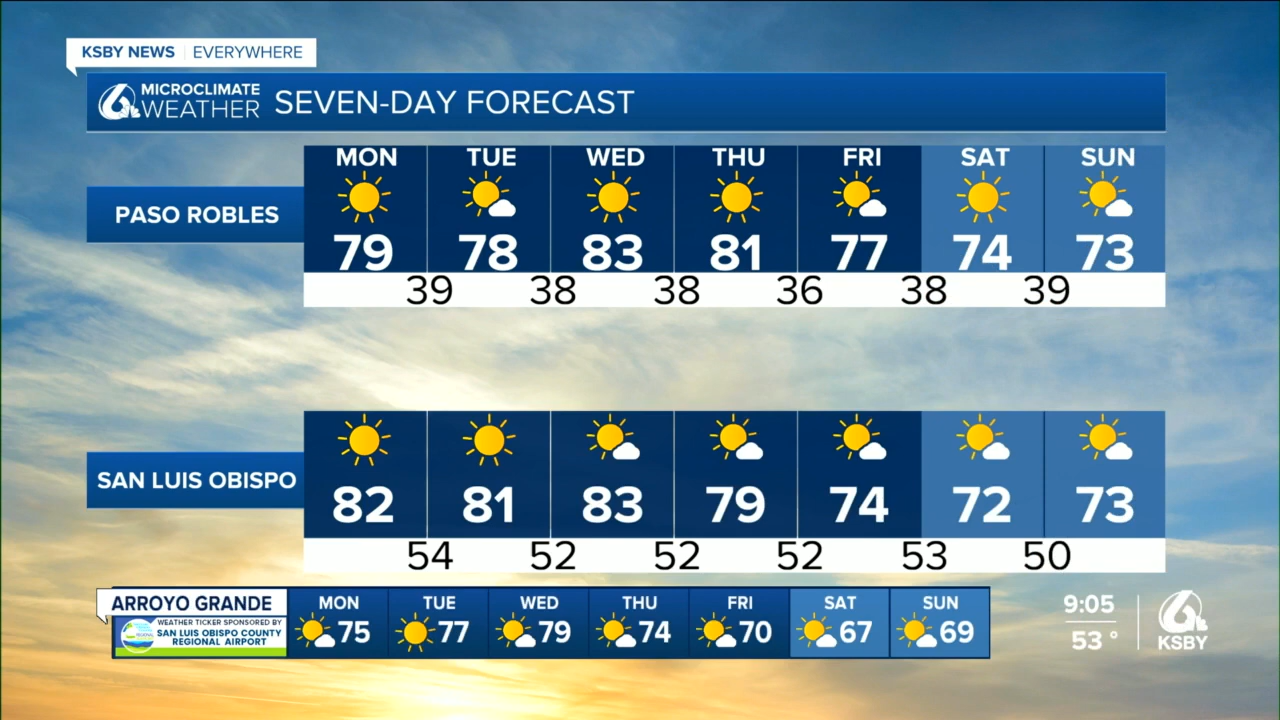 KSBY NEWS | EVERYWHERE
6 MICROCLIMATE WEATHER SEVEN-DAY FORECAST
MON TUE WED THU FRI SAT SUN
PASO ROBLES
79 78 83 81 77 74 73
39 38 38 36 38 39
SAN LUIS OBISPO
82 81 83 79 74 72 73
54 52 52 52 53 50
ARROYO GRANDE
WEATHER TICKER SPONSORED BY
SAN LUIS OBISPO COUNTY
REGIONAL AIRPORT
MON TUE WED THU FRI SAT SUN
75 77 79 74 70 67 69
9:05
53°
6
KSBY